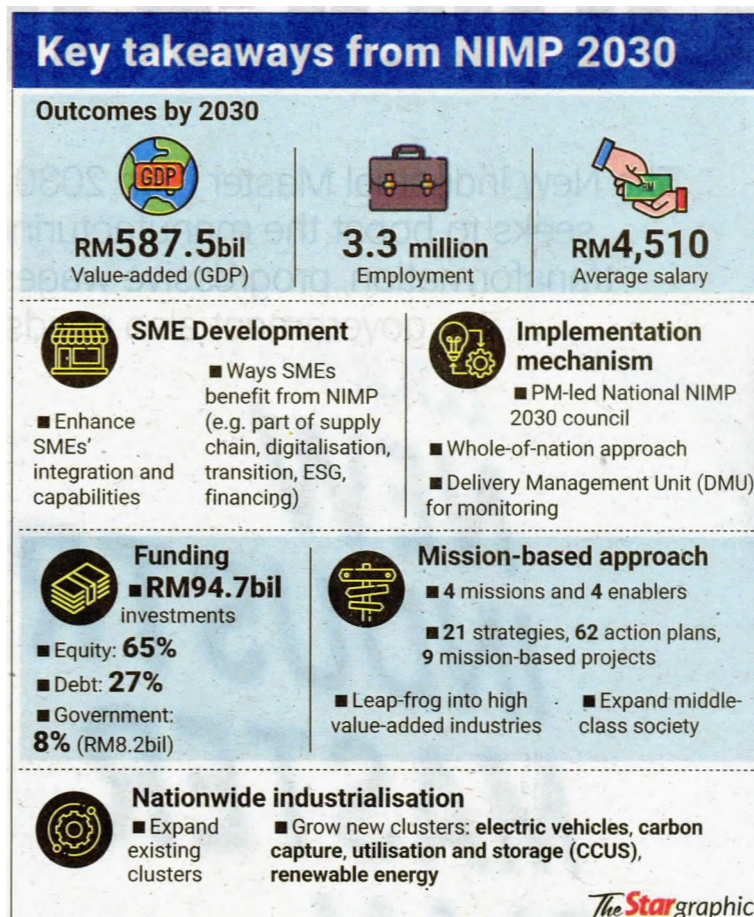 Key takeaways from NIMP 2030
Outcomes by 2030
GDP
RM587.5bil
Value-added (GDP)
3.3 million
Employment
RM
RM4,510
Average salary
SME Development
■ Enhance
SMEs'
integration and
capabilities
■ Ways SMEs
benefit from NIMP
(e.g. part of supply
chain, digitalisation,
transition, ESG,
financing)
Implementation
mechanism
■ PM-led National NIMP
2030 council
■ Whole-of-nation approach
■ Delivery Management Unit (DMU)
for monitoring
Funding
■ RM94.7bil
investments
■ Equity: 65%
■ Debt: 27%
■ Government:
8% (RM8.2bil)
Mission-based approach
■ 4 missions and 4 enablers
■ 21 strategies, 62 action plans,
9 mission-based projects
■ Leap-frog into high
value-added industries
■ Expand middle-
class society
Nationwide industrialisation
■ Expand
existing
clusters
■ Grow new clusters: electric vehicles, carbon
capture, utilisation and storage (CCUS),
renewable energy
The Star graphic